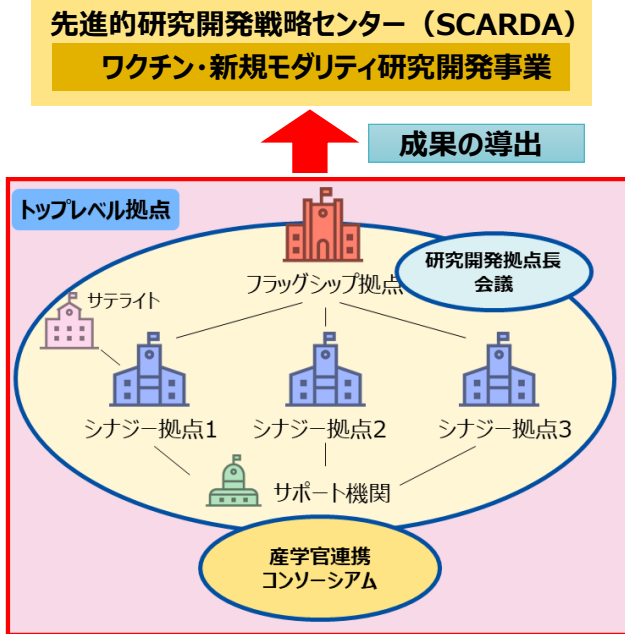 先進的研究開発戦略センター（SCARDA）
ワクチン・新規モダリティ研究開発事業
成果の導出
トップレベル拠点
研究開発拠点長
会議
フラッグシップ拠点
サテライト
シナジー拠点1
シナジー拠点2
シナジー拠点3
サポート機関
産学官連携
コンソーシアム